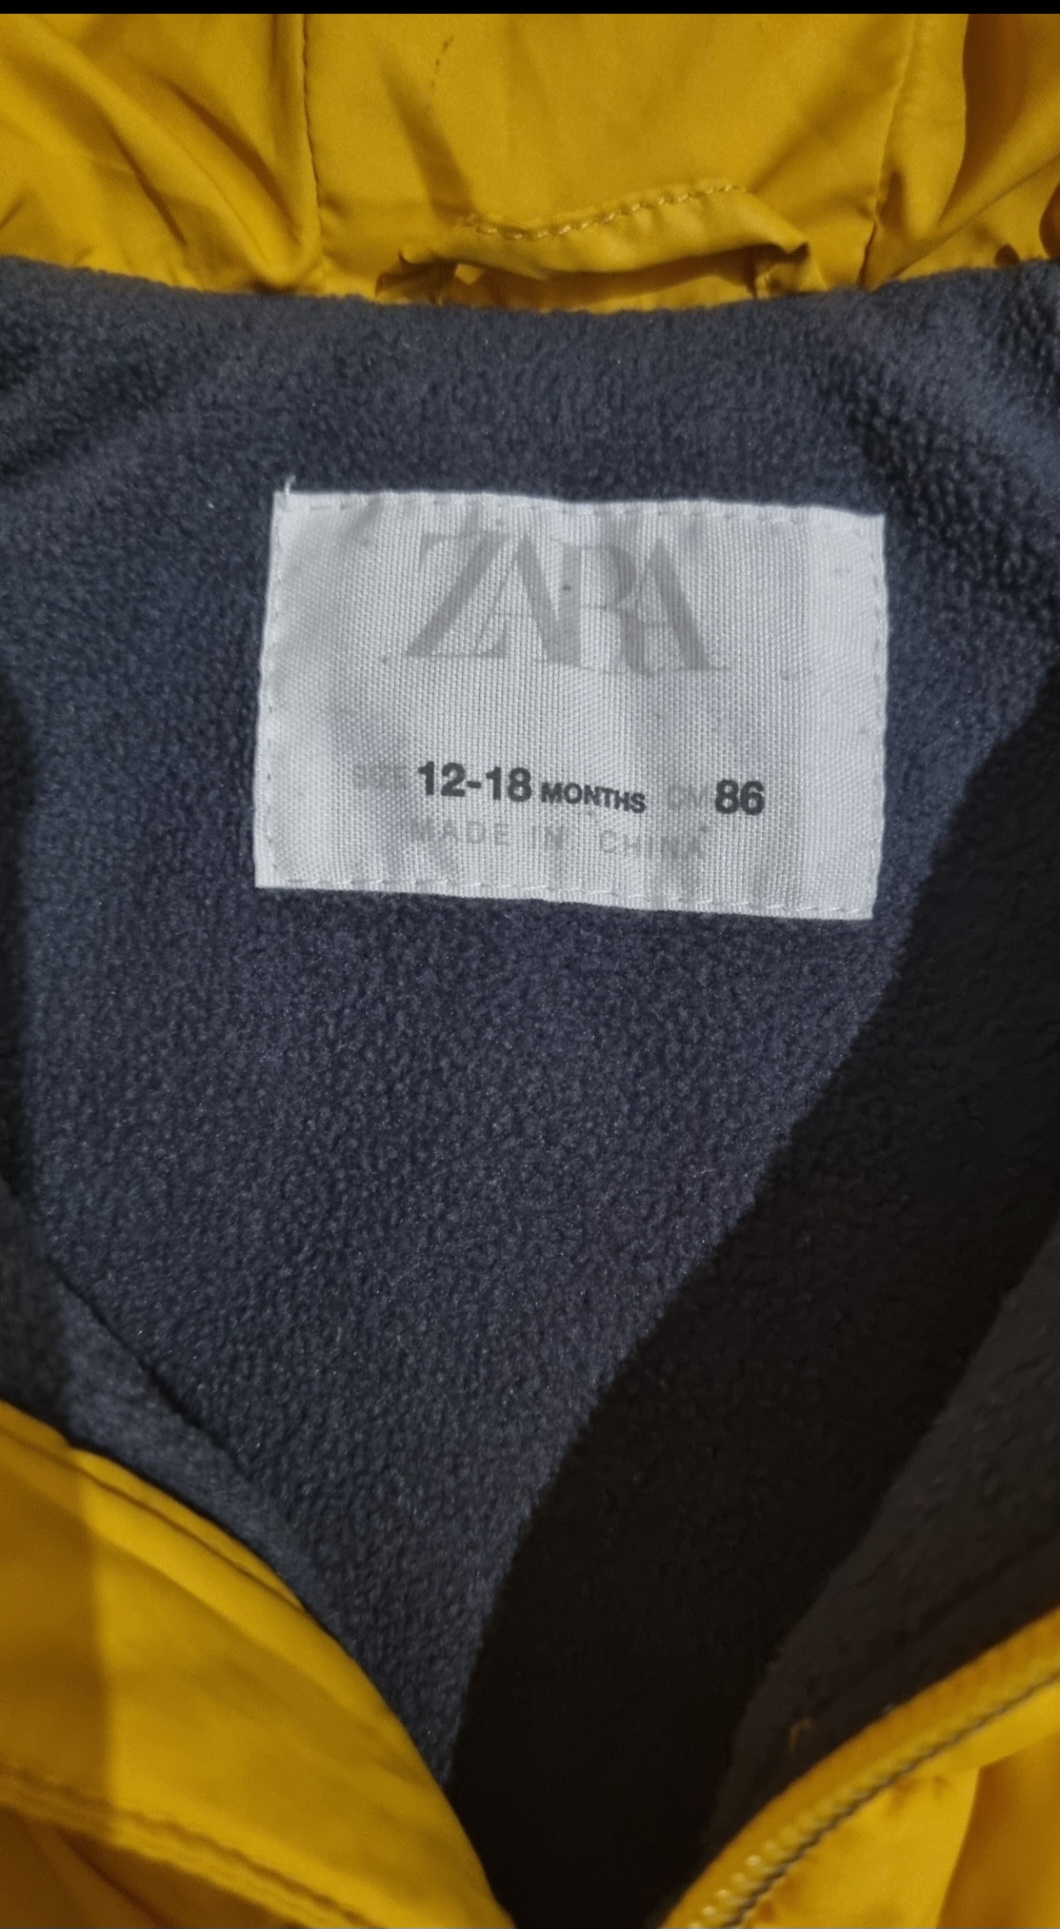 ZARA
SIZE 12-18 MONTHS CM 86
MADE IN CHINA